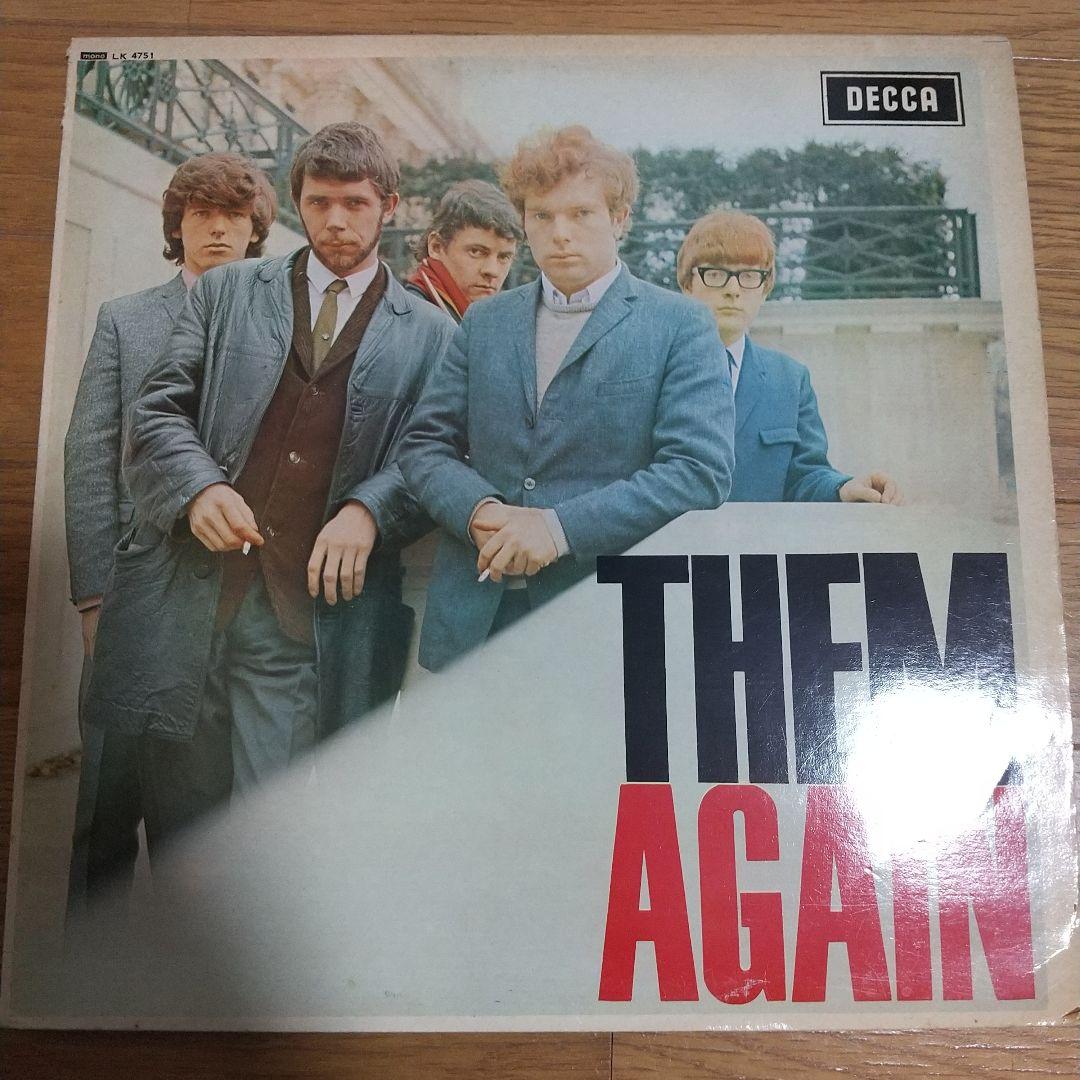 mono LK 4751
DECCA
THEM
AGAIN